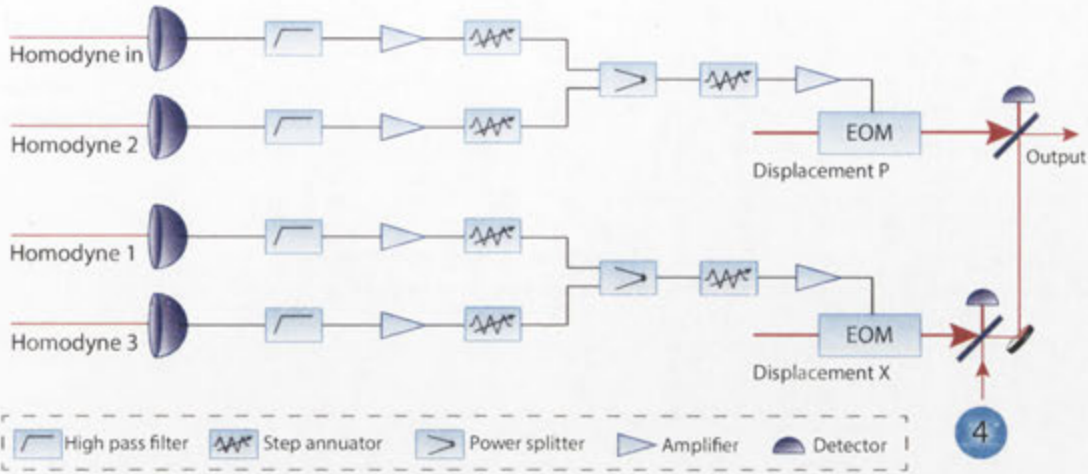 Homodyne in
Homodyne 2
EOM
Displacement P
Output
Homodyne 1
Homodyne 3
EOM
Displacement X
4
High pass filter
Step annuator
Power splitter
Amplifier
Detector